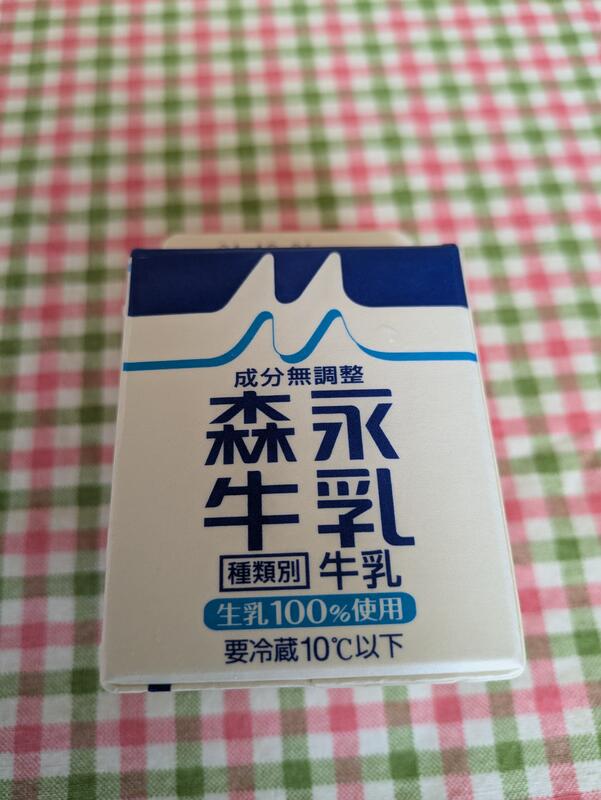 成分無調整
森永
牛乳
種類別 牛乳
生乳100%使用
要冷蔵10℃以下